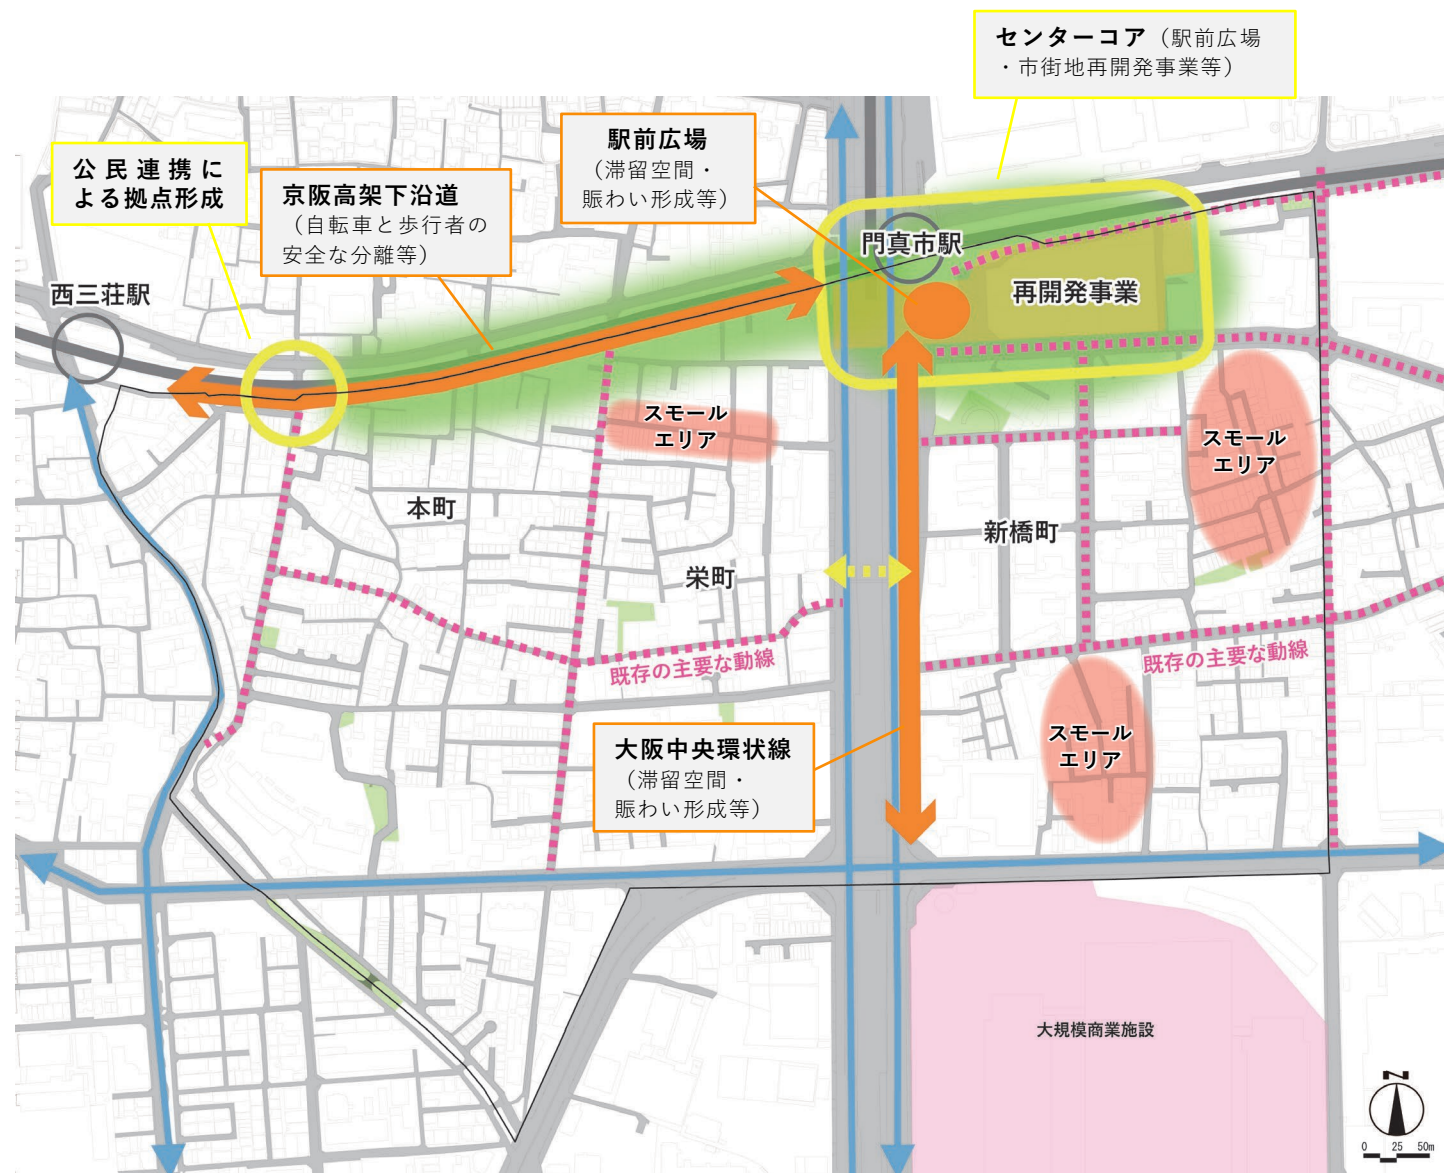 センターコア（駅前広場
・市街地再開発事業等）
駅前広場
（滞留空間・
賑わい形成等）
公民連携に
よる拠点形成
京阪高架下沿道
（自転車と歩行者の
安全な分離等）
門真市駅
西三荘駅
再開発事業
スモール
エリア
スモール
エリア
本町
新橋町
栄町
既存の主要な動線
既存の主要な動線
大阪中央環状線
（滞留空間・
賑わい形成等）
スモール
エリア
大規模商業施設
N
0 25 50m